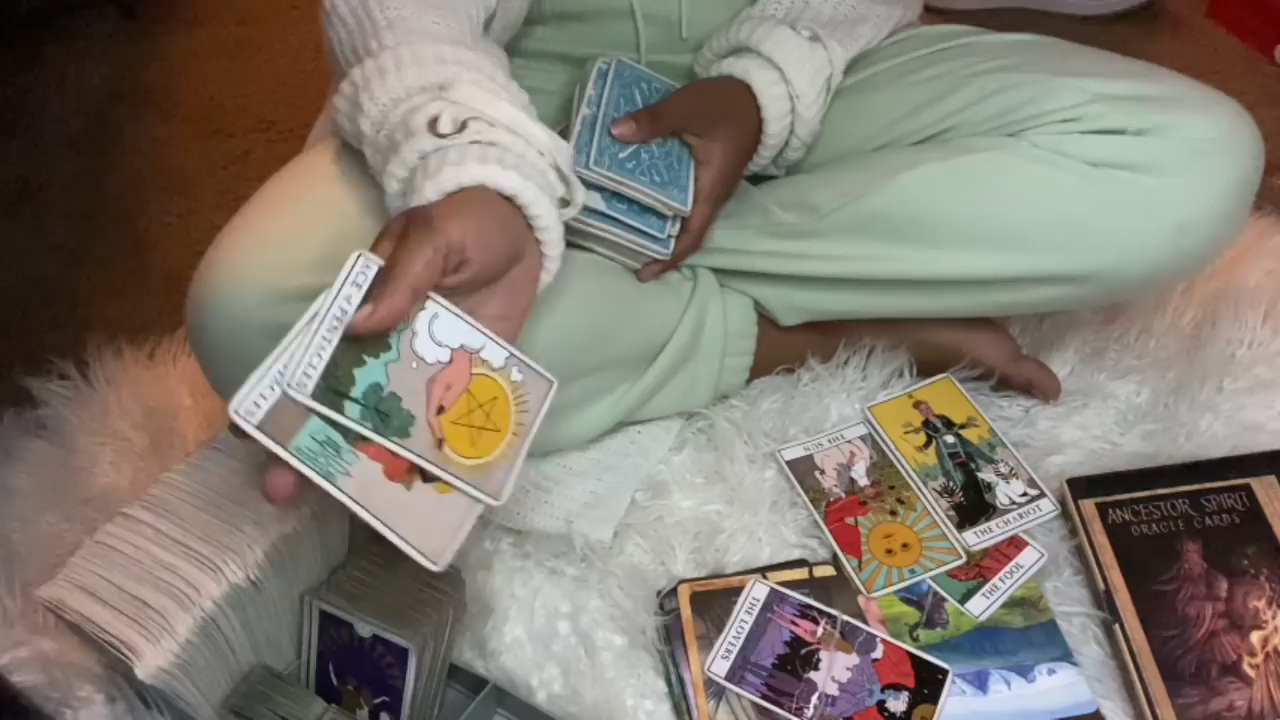 ACE of PENTACLES
THE SUN
THE CHARIOT
THE FOOL
THE LOVERS
ANCESTOR SPIRIT
ORACLE CARDS